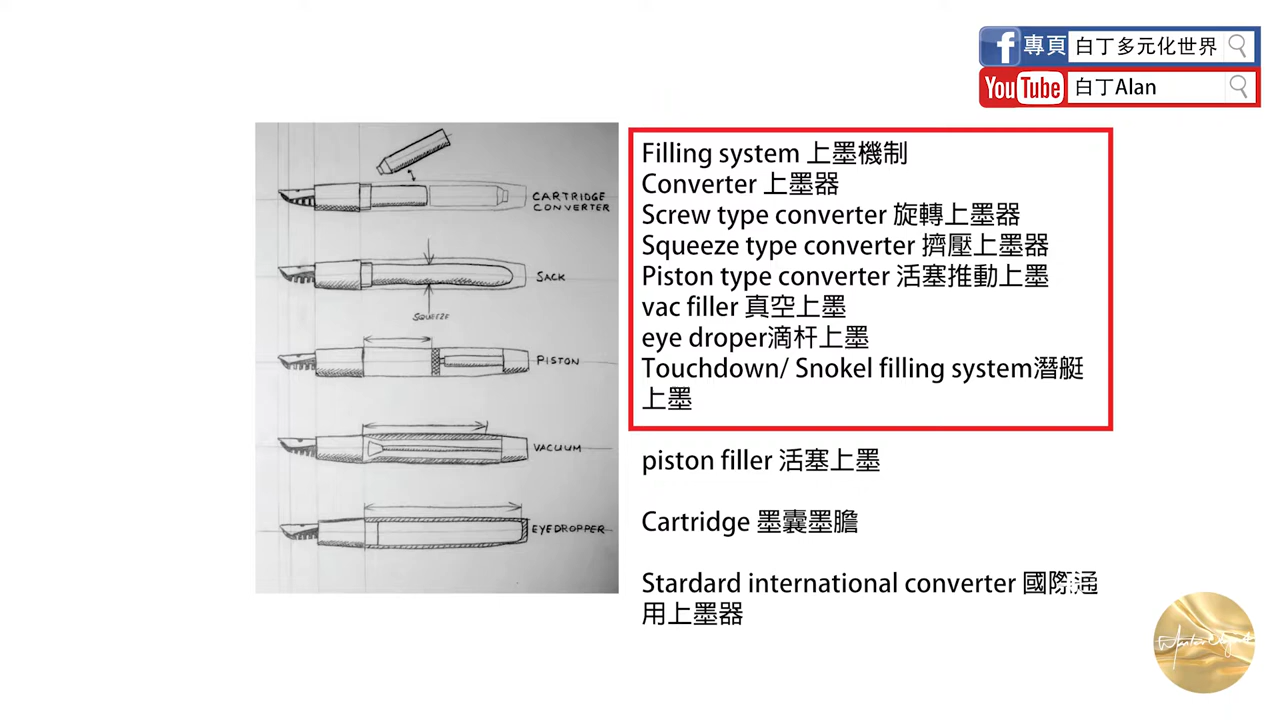 專頁
白丁多元化世界
YouTube
白丁Alan
CARTRIDGE
CONVERTER
SACK
SQUEEZE
PISTON
VACUUM
EYEDROPPER
Filling system 上墨機制
Converter 上墨器
Screw type converter 旋轉上墨器
Squeeze type converter 擠壓上墨器
Piston type converter 活塞推動上墨
vac filler 真空上墨
eye droper滴杆上墨
Touchdown/ Snokel filling system潛艇
上墨
piston filler 活塞上墨
Cartridge 墨囊墨膽
Stardard international converter 國際通
用上墨器